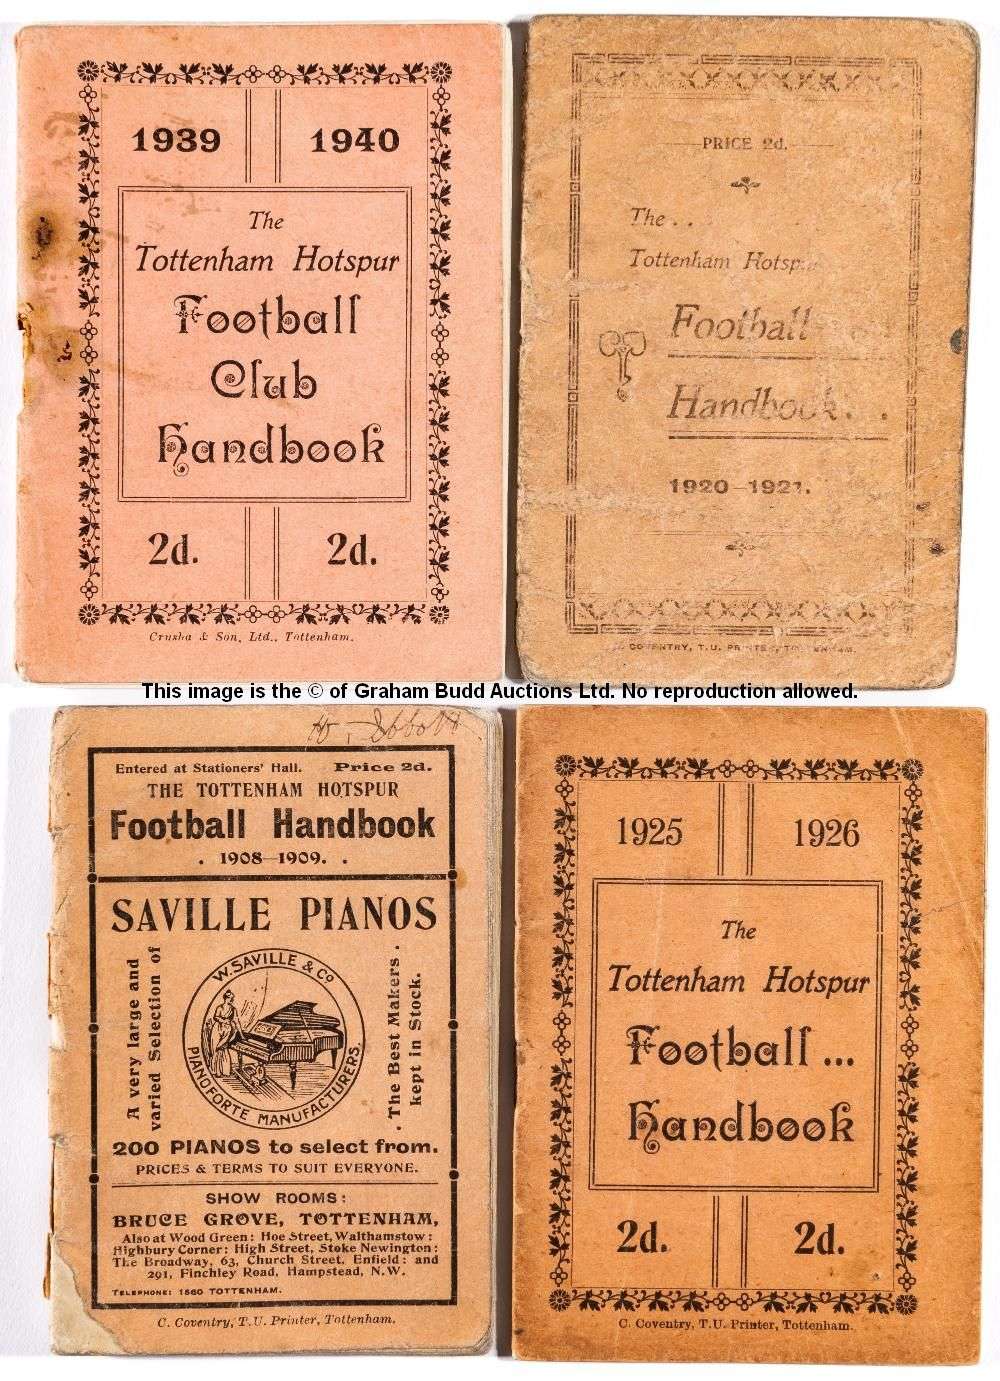 1939 1940
The
Tottenham Hotspur
Football
Club
Handbook
2d. 2d.
Crusha & Son, Ltd., Tottenham.
PRICE 2d.
The . .
Tottenham Hotspur
Football
Handbook . .
1920-1921.
C. COVENTRY, T.U. PRINTER, TOTTENHAM.
This image is the © of Graham Budd Auctions Ltd. No reproduction allowed.
Entered at Stationers' Hall. Price 2d.
THE TOTTENHAM HOTSPUR
Football Handbook
. 1908-1909. .
SAVILLE PIANOS
A very large and
varied Selection of
W. SAVILLE & CO
PIANOFORTE MANUFACTURERS.
. The Best Makers .
kept in Stock.
200 PIANOS to select from.
PRICES & TERMS TO SUIT EVERYONE.
SHOW ROOMS:
BRUCE GROVE, TOTTENHAM,
Also at Wood Green: Hoe Street, Walthamstow:
Highbury Corner: High Street, Stoke Newington:
The Broadway, 63, Church Street, Enfield: and
291, Finchley Road, Hampstead, N.W.
TELEPHONE: 1560 TOTTENHAM.
C. Coventry, T.U. Printer, Tottenham.
1925 1926
The
Tottenham Hotspur
Football ...
Handbook
2d. 2d.
C. Coventry, T.U. Printer, Tottenham.